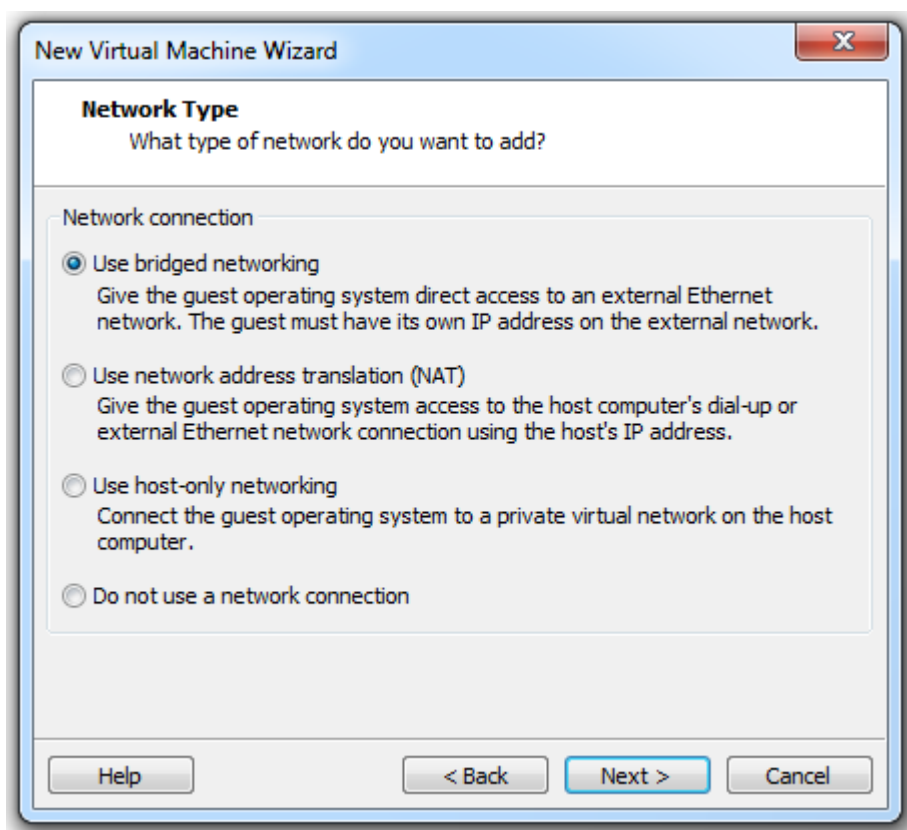 New Virtual Machine Wizard
Network Type
What type of network do you want to add?
Network connection
Use bridged networking
Give the guest operating system direct access to an external Ethernet
network. The guest must have its own IP address on the external network.
Use network address translation (NAT)
Give the guest operating system access to the host computer's dial-up or
external Ethernet network connection using the host's IP address.
Use host-only networking
Connect the guest operating system to a private virtual network on the host
computer.
Do not use a network connection
Help
< Back
Next >
Cancel